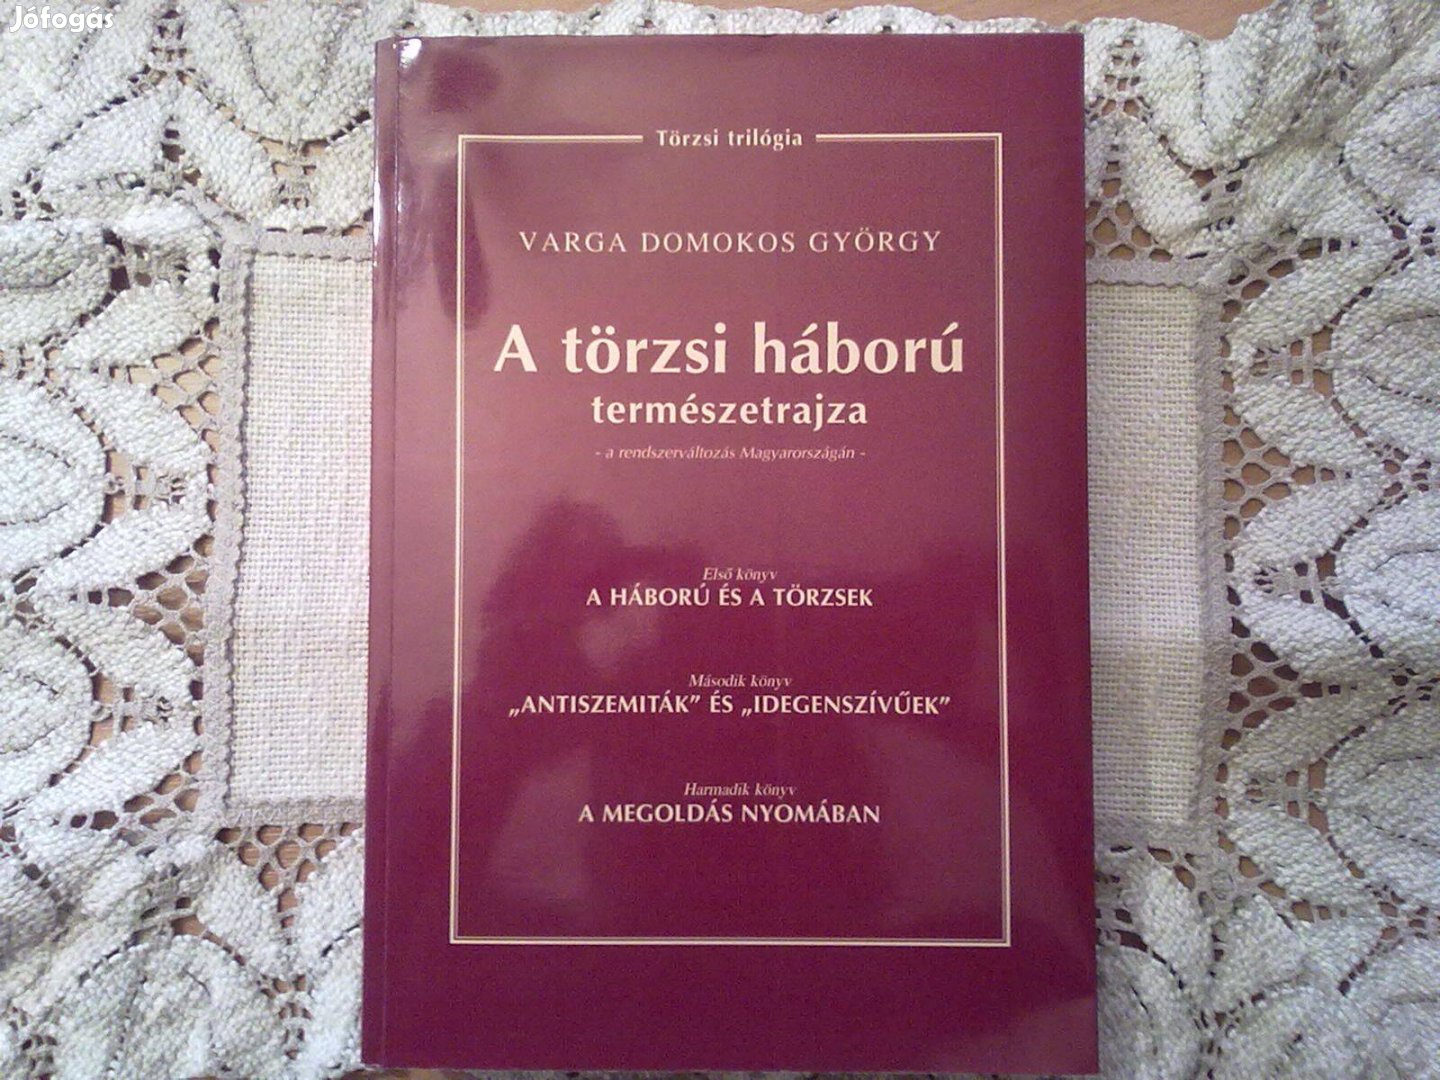 Jófogás
Törzsi trilógia
VARGA DOMOKOS GYÖRGY
A törzsi háború
természetrajza
- a rendszerváltozás Magyarországán -
Első könyv
A HÁBORÚ ÉS A TÖRZSEK
Második könyv
„ANTISZEMITÁK” ÉS „IDEGENSZÍVŰEK”
Harmadik könyv
A MEGOLDÁS NYOMÁBAN